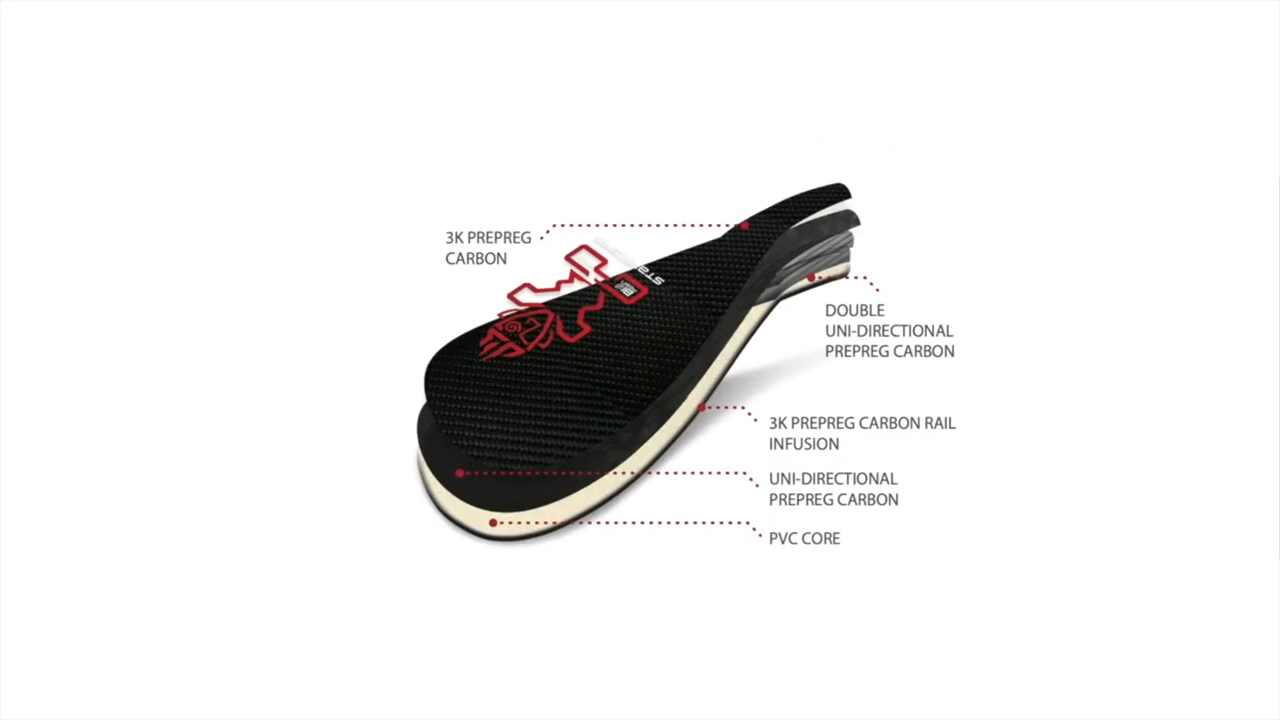 3K PREPREG
CARBON
DOUBLE
UNI-DIRECTIONAL
PREPREG CARBON
3K PREPREG CARBON RAIL
INFUSION
UNI-DIRECTIONAL
PREPREG CARBON
PVC CORE